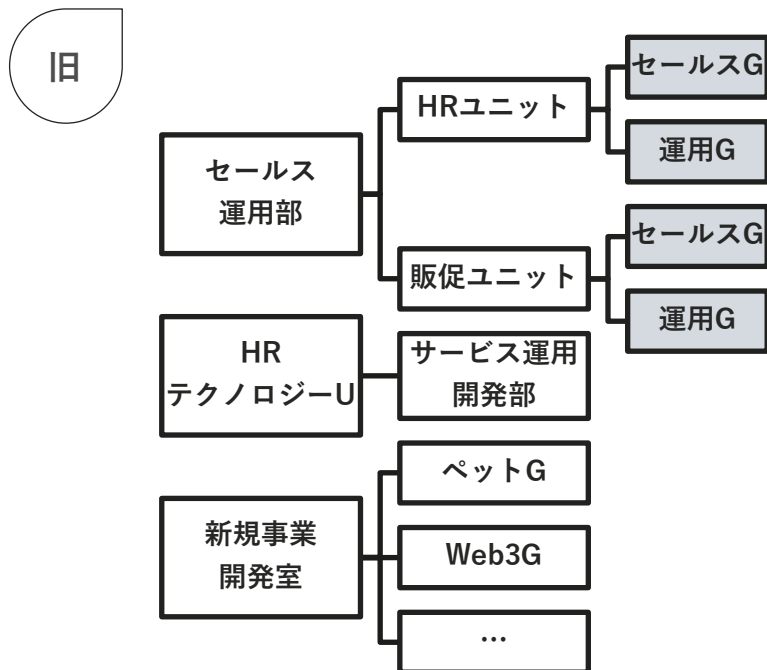 旧
セールス
運用部
HRユニット
セールスG
運用G
販促ユニット
セールスG
運用G
HR
テクノロジーU
サービス運用
開発部
新規事業
開発室
ペットG
Web3G
…